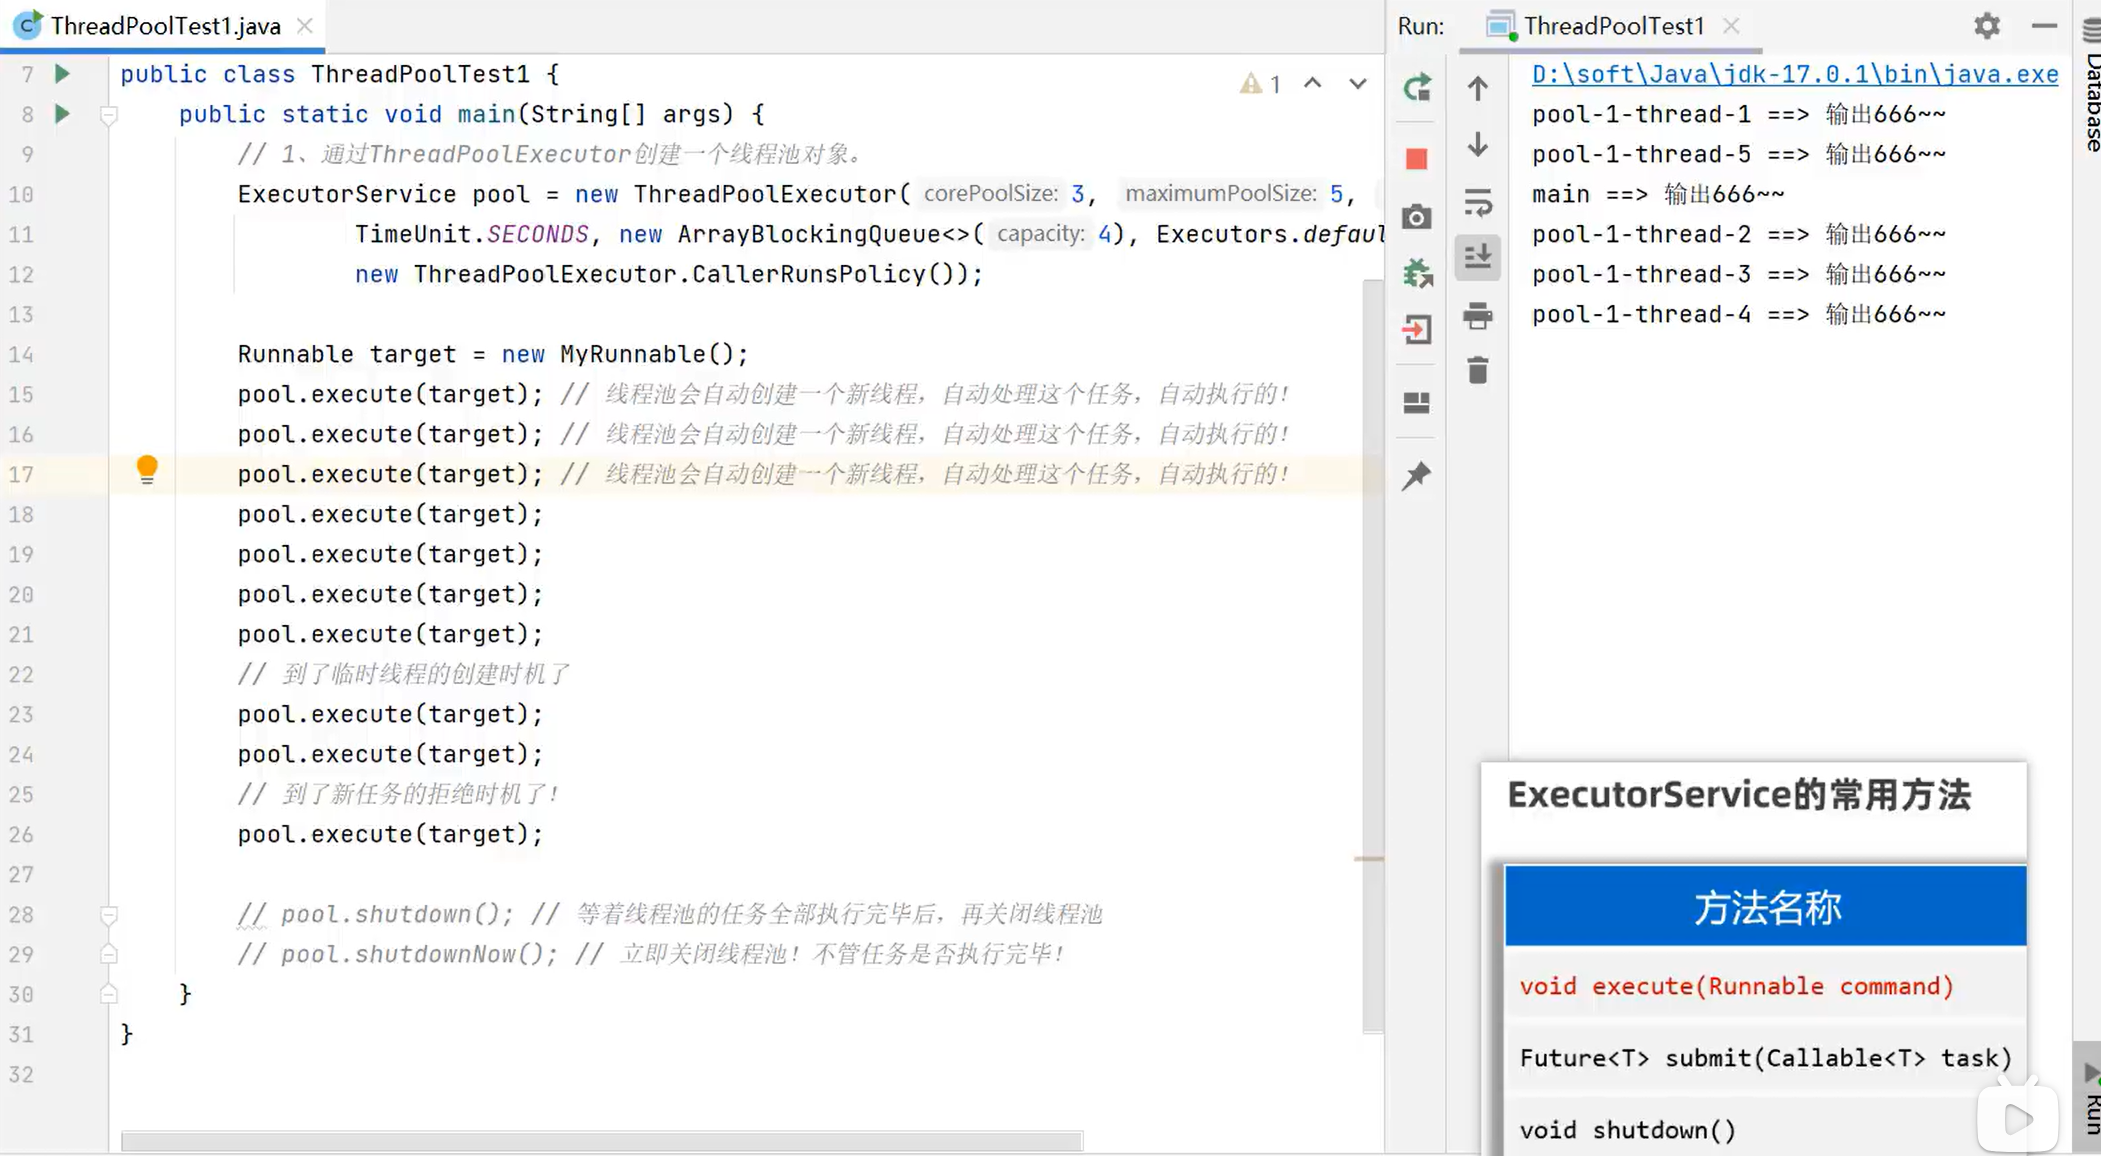 ThreadPoolTest1.java
7 public class ThreadPoolTest1 {
8 public static void main(String[] args) {
9 // 1、通过ThreadPoolExecutor创建一个线程池对象。
10 ExecutorService pool = new ThreadPoolExecutor( corePoolSize: 3, maximumPoolSize: 5,
11 TimeUnit.SECONDS, new ArrayBlockingQueue<>( capacity: 4), Executors.defaul
12 new ThreadPoolExecutor.CallerRunsPolicy());
13
14 Runnable target = new MyRunnable();
15 pool.execute(target); // 线程池会自动创建一个新线程，自动处理这个任务，自动执行的！
16 pool.execute(target); // 线程池会自动创建一个新线程，自动处理这个任务，自动执行的！
17 pool.execute(target); // 线程池会自动创建一个新线程，自动处理这个任务，自动执行的！
18 pool.execute(target);
19 pool.execute(target);
20 pool.execute(target);
21 pool.execute(target);
22 // 到了临时线程的创建时机了
23 pool.execute(target);
24 pool.execute(target);
25 // 到了新任务的拒绝时机了！
26 pool.execute(target);
27
28 // pool.shutdown(); // 等着线程池的任务全部执行完毕后，再关闭线程池
29 // pool.shutdownNow(); // 立即关闭线程池！不管任务是否执行完毕！
30 }
31 }
32
1
Run: ThreadPoolTest1
D:\soft\Java\jdk-17.0.1\bin\java.exe
pool-1-thread-1 ==> 输出666~~
pool-1-thread-5 ==> 输出666~~
main ==> 输出666~~
pool-1-thread-2 ==> 输出666~~
pool-1-thread-3 ==> 输出666~~
pool-1-thread-4 ==> 输出666~~
ExecutorService的常用方法
方法名称
void execute(Runnable command)
Future<T> submit(Callable<T> task)
void shutdown()
Database
Run